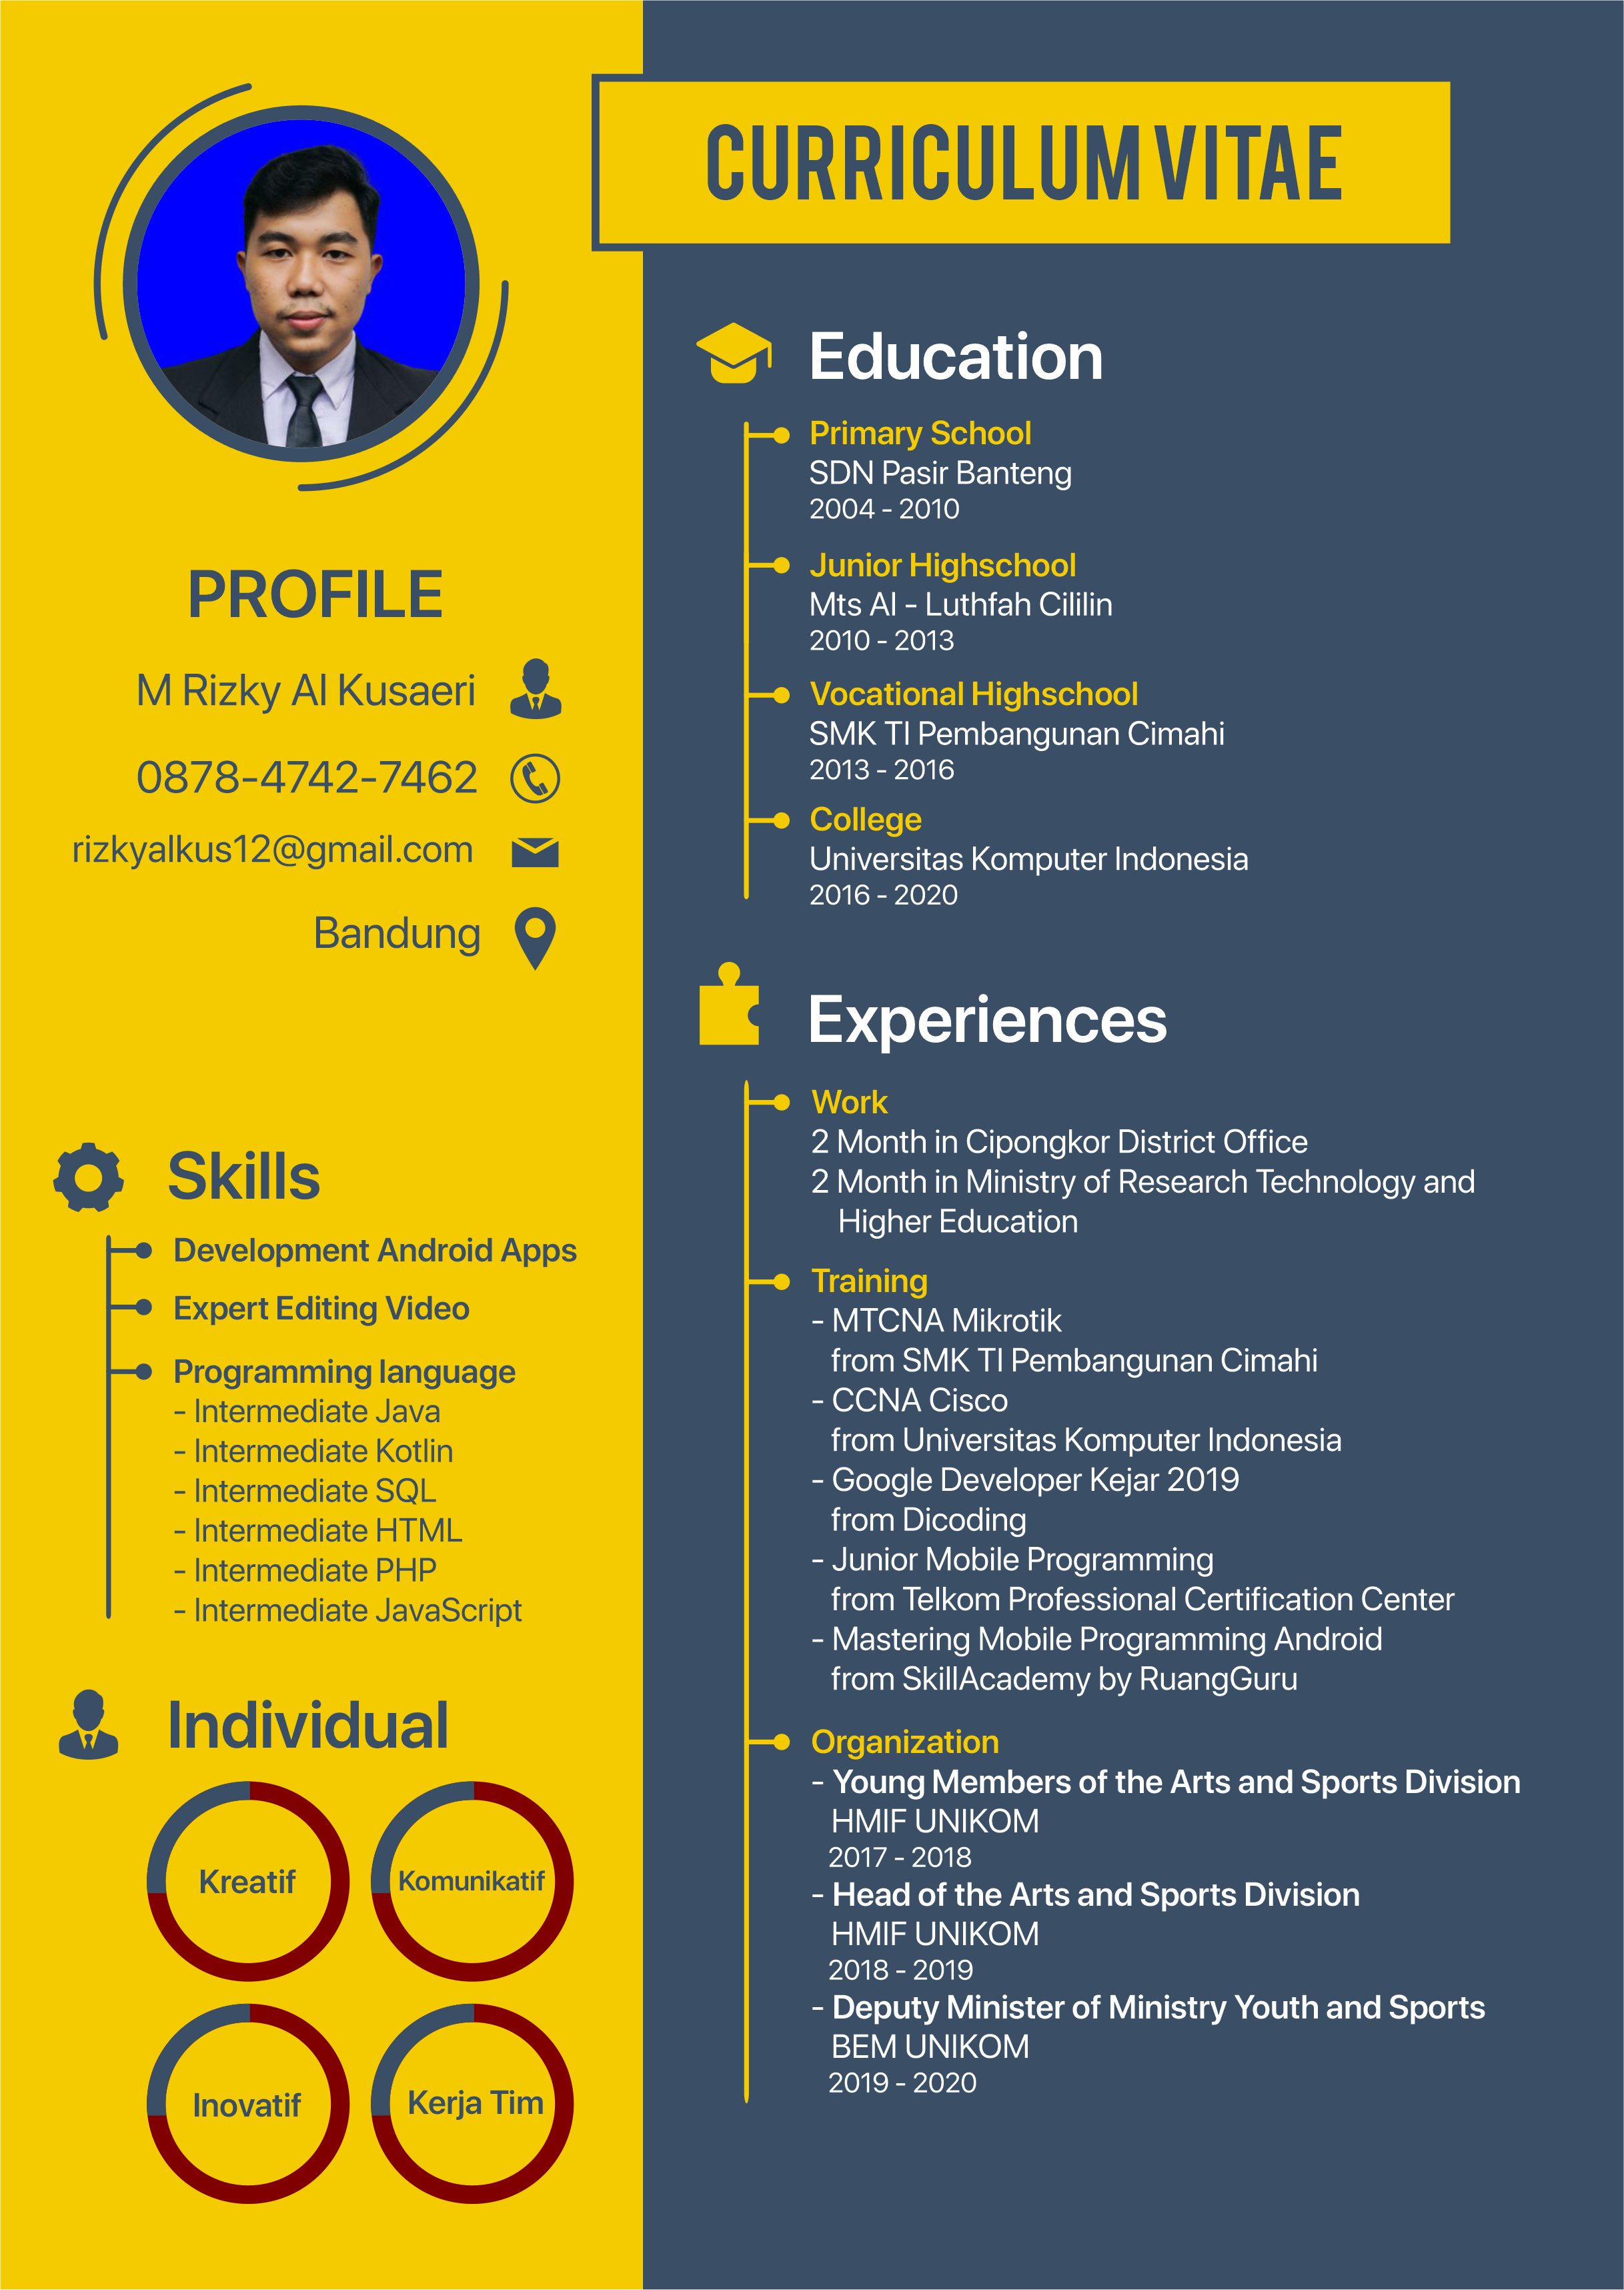 CURRICULUM VITAE
PROFILE
M Rizky Al Kusaeri
0878-4742-7462
rizkyalkus12@gmail.com
Bandung
Skills
Development Android Apps
Expert Editing Video
Programming language
- Intermediate Java
- Intermediate Kotlin
- Intermediate SQL
- Intermediate HTML
- Intermediate PHP
- Intermediate JavaScript
Individual
Kreatif
Komunikatif
Inovatif
Kerja Tim
Education
Primary School
SDN Pasir Banteng
2004 - 2010
Junior Highschool
Mts Al - Luthfah Cililin
2010 - 2013
Vocational Highschool
SMK TI Pembangunan Cimahi
2013 - 2016
College
Universitas Komputer Indonesia
2016 - 2020
Experiences
Work
2 Month in Cipongkor District Office
2 Month in Ministry of Research Technology and
Higher Education
Training
- MTCNA Mikrotik
from SMK TI Pembangunan Cimahi
- CCNA Cisco
from Universitas Komputer Indonesia
- Google Developer Kejar 2019
from Dicoding
- Junior Mobile Programming
from Telkom Professional Certification Center
- Mastering Mobile Programming Android
from SkillAcademy by RuangGuru
Organization
- Young Members of the Arts and Sports Division
HMIF UNIKOM
2017 - 2018
- Head of the Arts and Sports Division
HMIF UNIKOM
2018 - 2019
- Deputy Minister of Ministry Youth and Sports
BEM UNIKOM
2019 - 2020